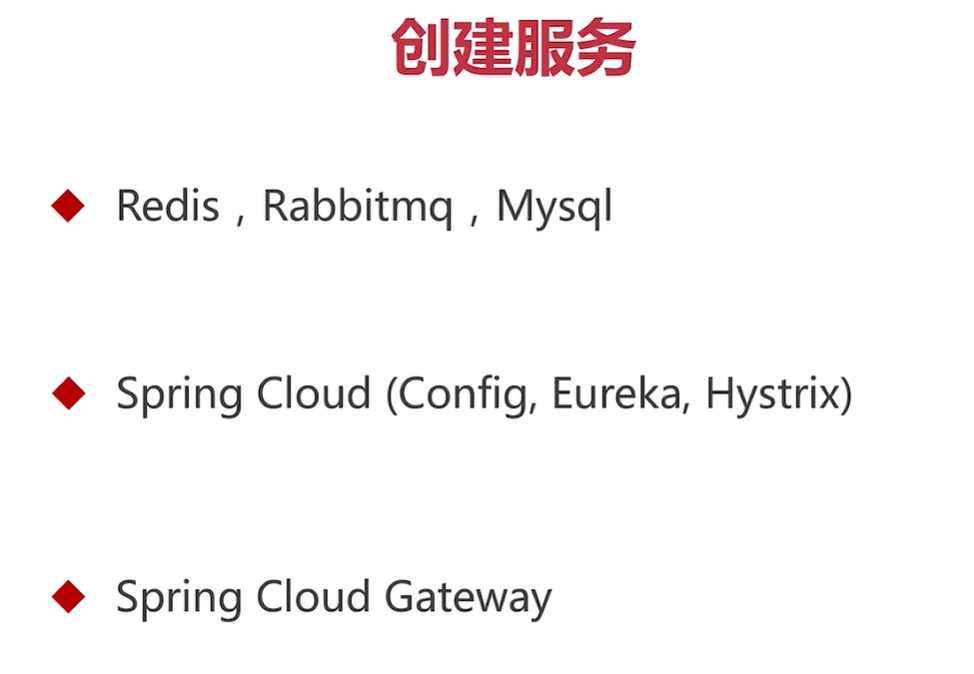 创建服务
Redis，Rabbitmq，Mysql
Spring Cloud (Config, Eureka, Hystrix)
Spring Cloud Gateway